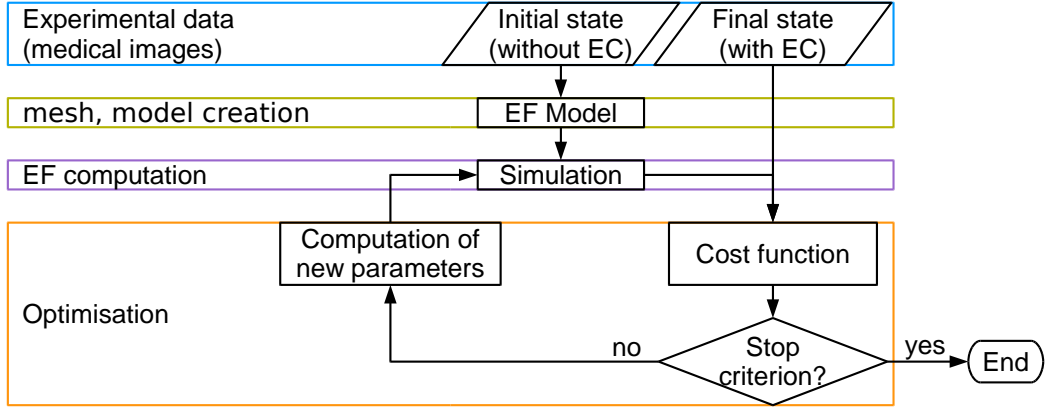 Experimental data
(medical images)
Initial state
(without EC)
Final state
(with EC)
mesh, model creation
EF Model
EF computation
Simulation
Computation of
new parameters
Cost function
Optimisation
no
Stop
criterion?
yes
End